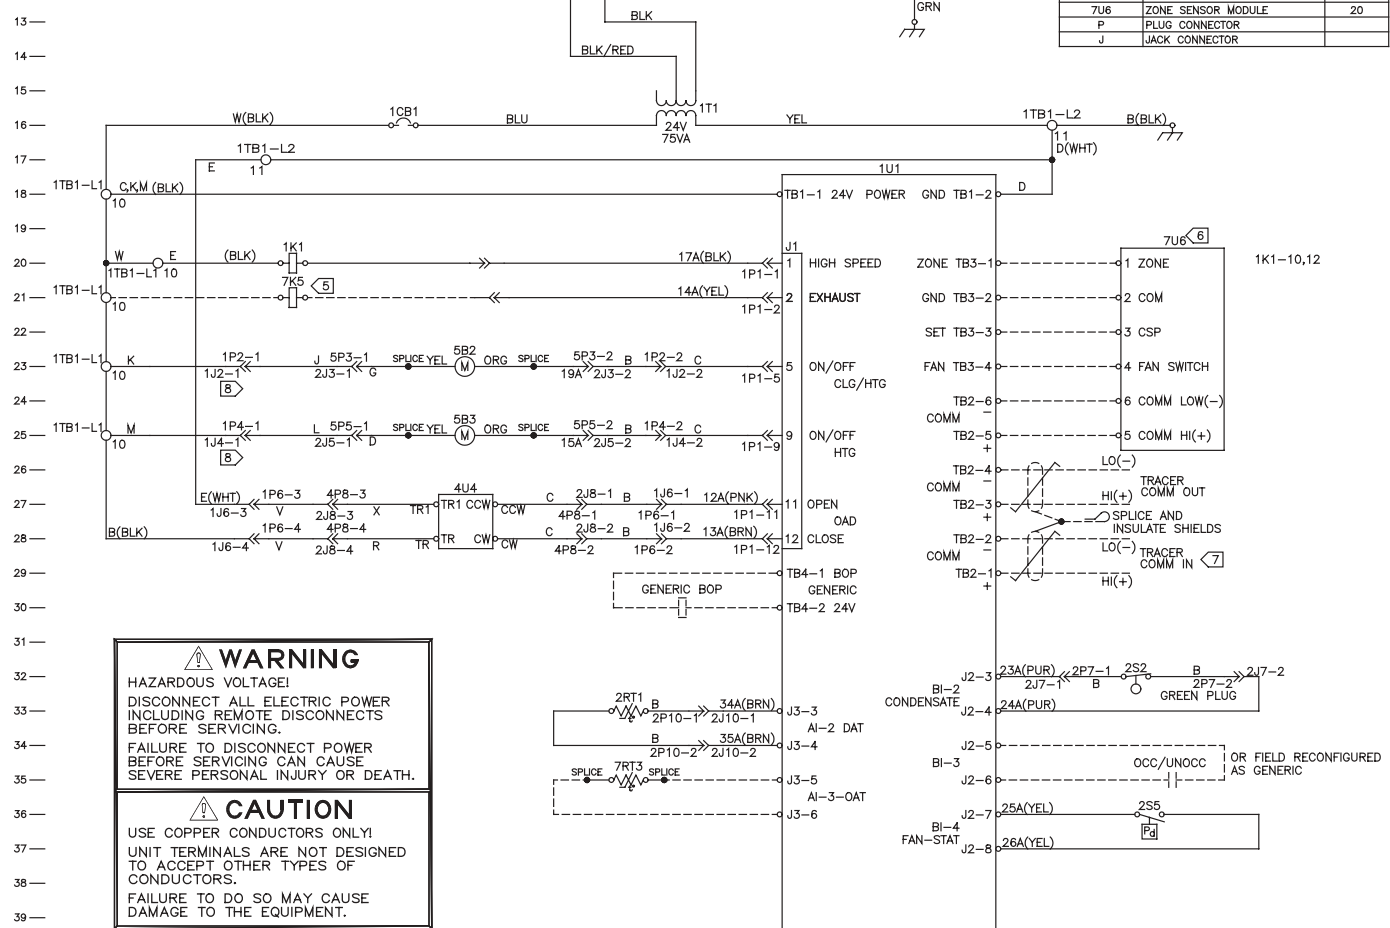 GRN
7U6 ZONE SENSOR MODULE 20
P PLUG CONNECTOR
J JACK CONNECTOR
13
BLK
14
BLK/RED
15
1T1
16
W(BLK)
1CB1
BLU
24V
75VA
YEL
1TB1-L2
11
B(BLK)
D(WHT)
17
1TB1-L2
E
11
1U1
18
1TB1-L1
10
C,K,M (BLK)
TB1-1 24V POWER
GND TB1-2
D
19
J1
7U6
6
20
W
E
1TB1-L1 10
(BLK)
1K1
17A(BLK)
1P1-1
1 HIGH SPEED
ZONE TB3-1
1 ZONE
1K1-10,12
21
1TB1-L1
10
7K5
5
14A(YEL)
1P1-2
2 EXHAUST
GND TB3-2
2 COM
22
SET TB3-3
3 CSP
23
1TB1-L1
10
K
1P2-1
1J2-1
8
J
5P3-1
2J3-1
G
SPLICE YEL
5B2
M
ORG SPLICE
5P3-2
19A
B
2J3-2
1P2-2
1J2-2
C
1P1-5
5 ON/OFF
CLG/HTG
FAN TB3-4
4 FAN SWITCH
24
TB2-6
COMM
-
6 COMM LOW(-)
25
1TB1-L1
10
M
1P4-1
1J4-1
8
L
5P5-1
2J5-1
D
SPLICE YEL
5B3
M
ORG SPLICE
5P5-2
15A
B
2J5-2
1P4-2
1J4-2
C
1P1-9
9 ON/OFF
HTG
TB2-5
+
5 COMM HI(+)
26
TB2-4
COMM
-
LO(-)
TRACER
COMM OUT
27
E(WHT)
1P6-3
1J6-3
V
4P8-3
2J8-3
X
TR1
4U4
TR1 CCW
CCW
C
2J8-1
4P8-1
B
1J6-1
1P6-1
12A(PNK)
1P1-11
11 OPEN
OAD
TB2-3
+
HI(+)
SPLICE AND
INSULATE SHIELDS
28
B(BLK)
1P6-4
1J6-4
V
4P8-4
2J8-4
R
TR
TR CW
CW
C
2J8-2
4P8-2
B
1J6-2
1P6-2
13A(BRN)
1P1-12
12 CLOSE
TB2-2
COMM
-
LO(-)
TRACER
COMM IN
7
29
TB4-1 BOP
GENERIC
GENERIC BOP
TB2-1
+
HI(+)
30
TB4-2 24V
31
WARNING
HAZARDOUS VOLTAGE!
DISCONNECT ALL ELECTRIC POWER
INCLUDING REMOTE DISCONNECTS
BEFORE SERVICING.
FAILURE TO DISCONNECT POWER
BEFORE SERVICING CAN CAUSE
SEVERE PERSONAL INJURY OR DEATH.
CAUTION
USE COPPER CONDUCTORS ONLY!
UNIT TERMINALS ARE NOT DESIGNED
TO ACCEPT OTHER TYPES OF
CONDUCTORS.
FAILURE TO DO SO MAY CAUSE
DAMAGE TO THE EQUIPMENT.
32
J2-3
BI-2
CONDENSATE
23A(PUR)
2P7-1
2J7-1
B
2S2
B
2P7-2
2J7-2
GREEN PLUG
33
2RT1
B
2P10-1
34A(BRN)
2J10-1
J3-3
AI-2 DAT
J2-4
24A(PUR)
34
B
2P10-2
35A(BRN)
2J10-2
J3-4
J2-5
BI-3
OCC/UNOCC
OR FIELD RECONFIGURED
AS GENERIC
35
SPLICE
7RT3
SPLICE
J3-5
AI-3-OAT
J2-6
36
J3-6
J2-7
BI-4
FAN-STAT
25A(YEL)
2S5
Pd
37
J2-8
26A(YEL)
38
39